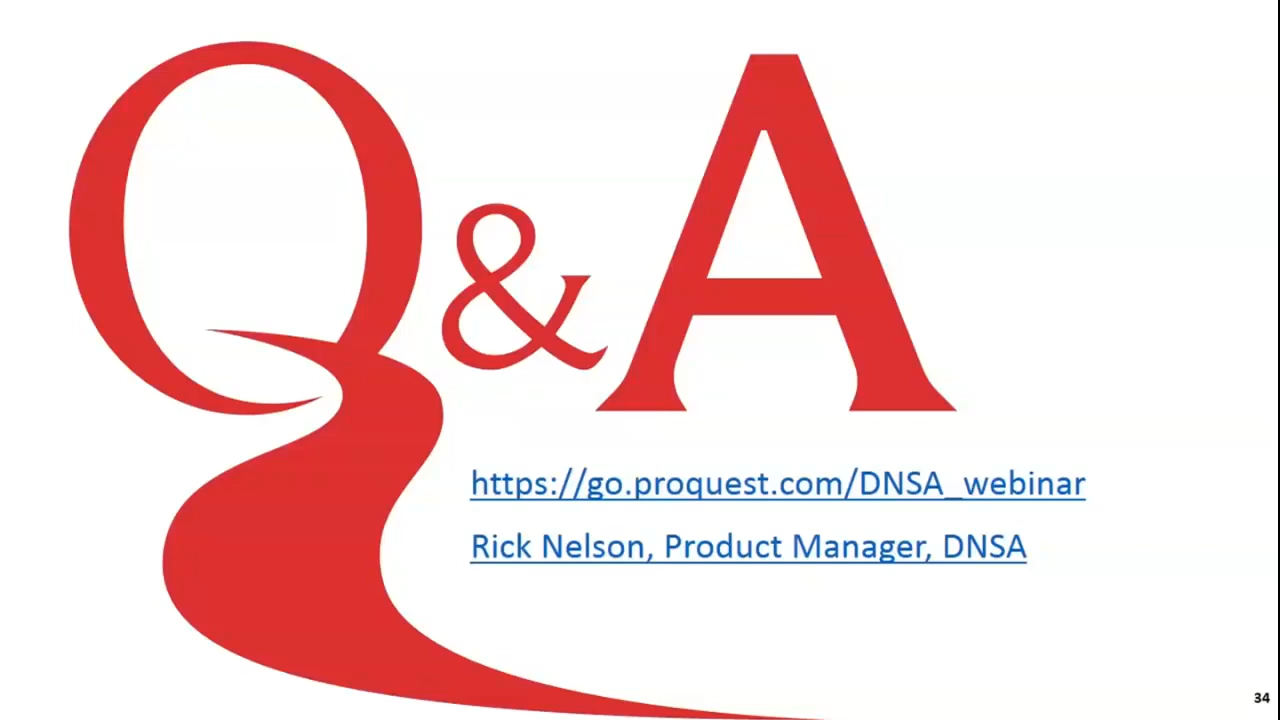 Q&A
https://go.proquest.com/DNSA_webinar
Rick Nelson, Product Manager, DNSA
34